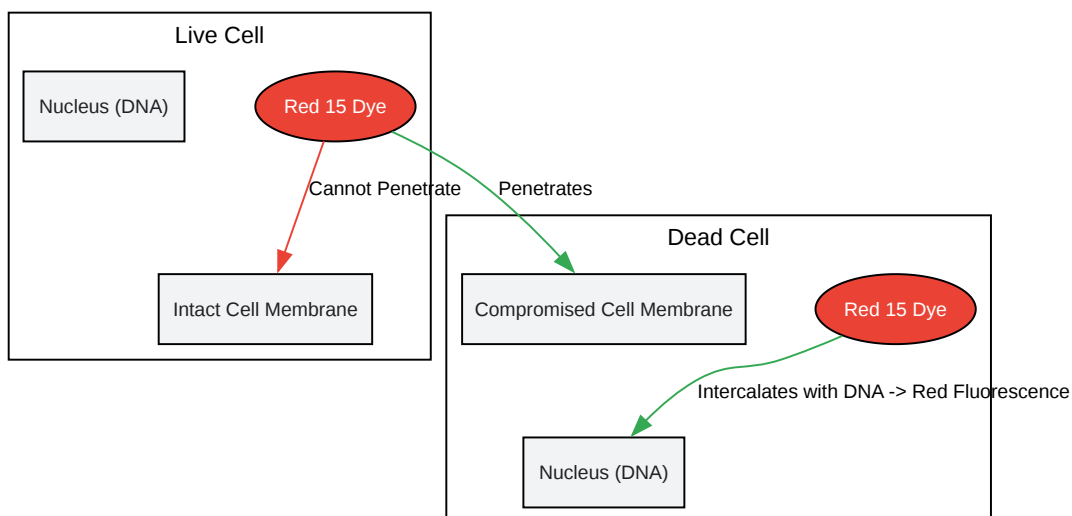 Live Cell
Nucleus (DNA)
Red 15 Dye
Cannot Penetrate
Penetrates
Intact Cell Membrane
Dead Cell
Compromised Cell Membrane
Red 15 Dye
Intercalates with DNA -> Red Fluorescence
Nucleus (DNA)